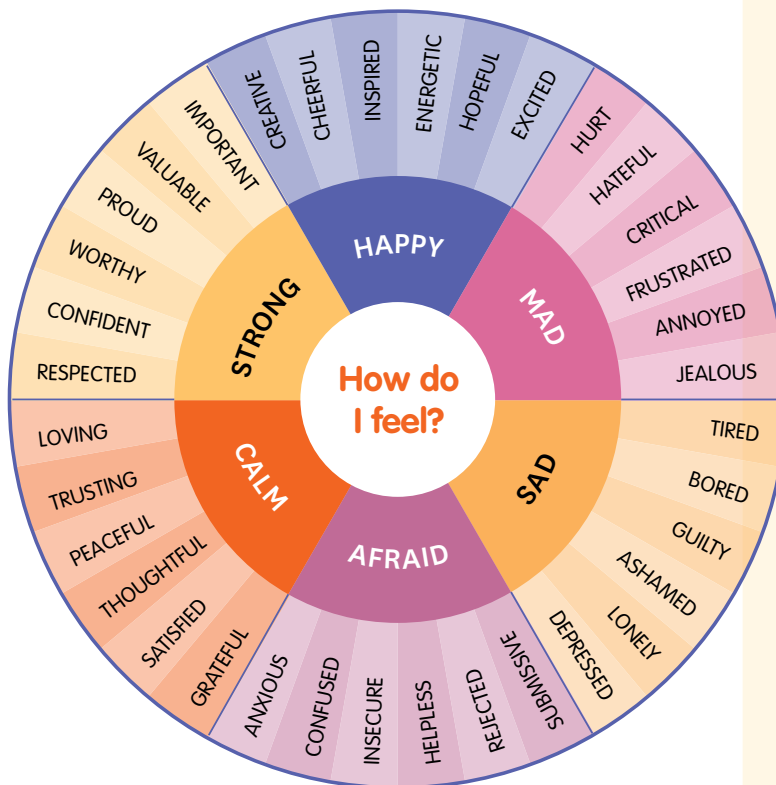 How do
I feel?
HAPPY
CREATIVE
CHEERFUL
INSPIRED
ENERGETIC
HOPEFUL
EXCITED
MAD
HURT
HATEFUL
CRITICAL
FRUSTRATED
ANNOYED
JEALOUS
SAD
TIRED
BORED
GUILTY
ASHAMED
LONELY
DEPRESSED
AFRAID
SUBMISSIVE
REJECTED
HELPLESS
INSECURE
CONFUSED
ANXIOUS
CALM
GRATEFUL
SATISFIED
THOUGHTFUL
PEACEFUL
TRUSTING
LOVING
STRONG
RESPECTED
CONFIDENT
WORTHY
PROUD
VALUABLE
IMPORTANT